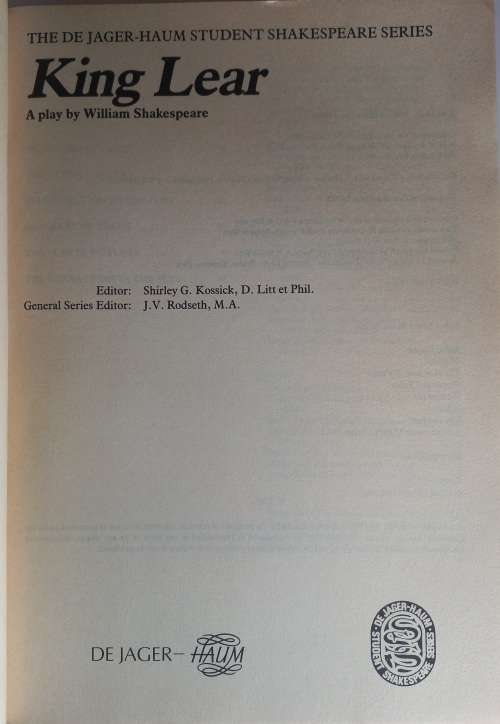 THE DE JAGER-HAUM STUDENT SHAKESPEARE SERIES
King Lear
A play by William Shakespeare
Editor: Shirley G. Kossick, D. Litt et Phil.
General Series Editor: J.V. Rodseth, M.A.
DE JAGER–HAUM
DE JAGER-HAUM · STUDENT SHAKESPEARE SERIES ·